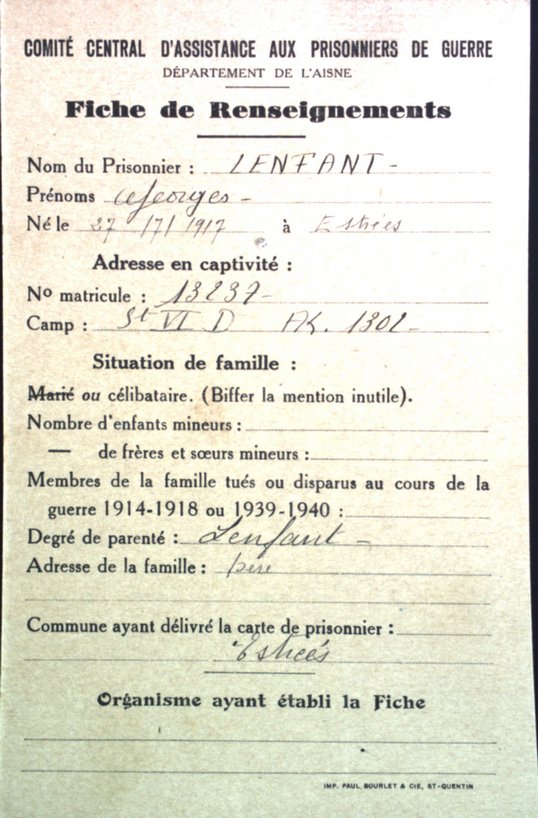 COMITÉ CENTRAL D'ASSISTANCE AUX PRISONNIERS DE GUERRE
DÉPARTEMENT DE L'AISNE
Fiche de Renseignements
Nom du Prisonnier : LENFANT -
Prénoms Georges -
Né le 27 /7/ 1917 à Estrées
Adresse en captivité :
No matricule : 13237 -
Camp : St VI D AK. 1302 -
Situation de famille :
Marié ou célibataire. (Biffer la mention inutile).
Nombre d'enfants mineurs :
— de frères et sœurs mineurs :
Membres de la famille tués ou disparus au cours de la
guerre 1914-1918 ou 1939-1940 :
Degré de parenté : Lenfant -
Adresse de la famille : père
Commune ayant délivré la carte de prisonnier :
Estrées
Organisme ayant établi la Fiche
IMP. PAUL BOURLET & CIE, ST-QUENTIN